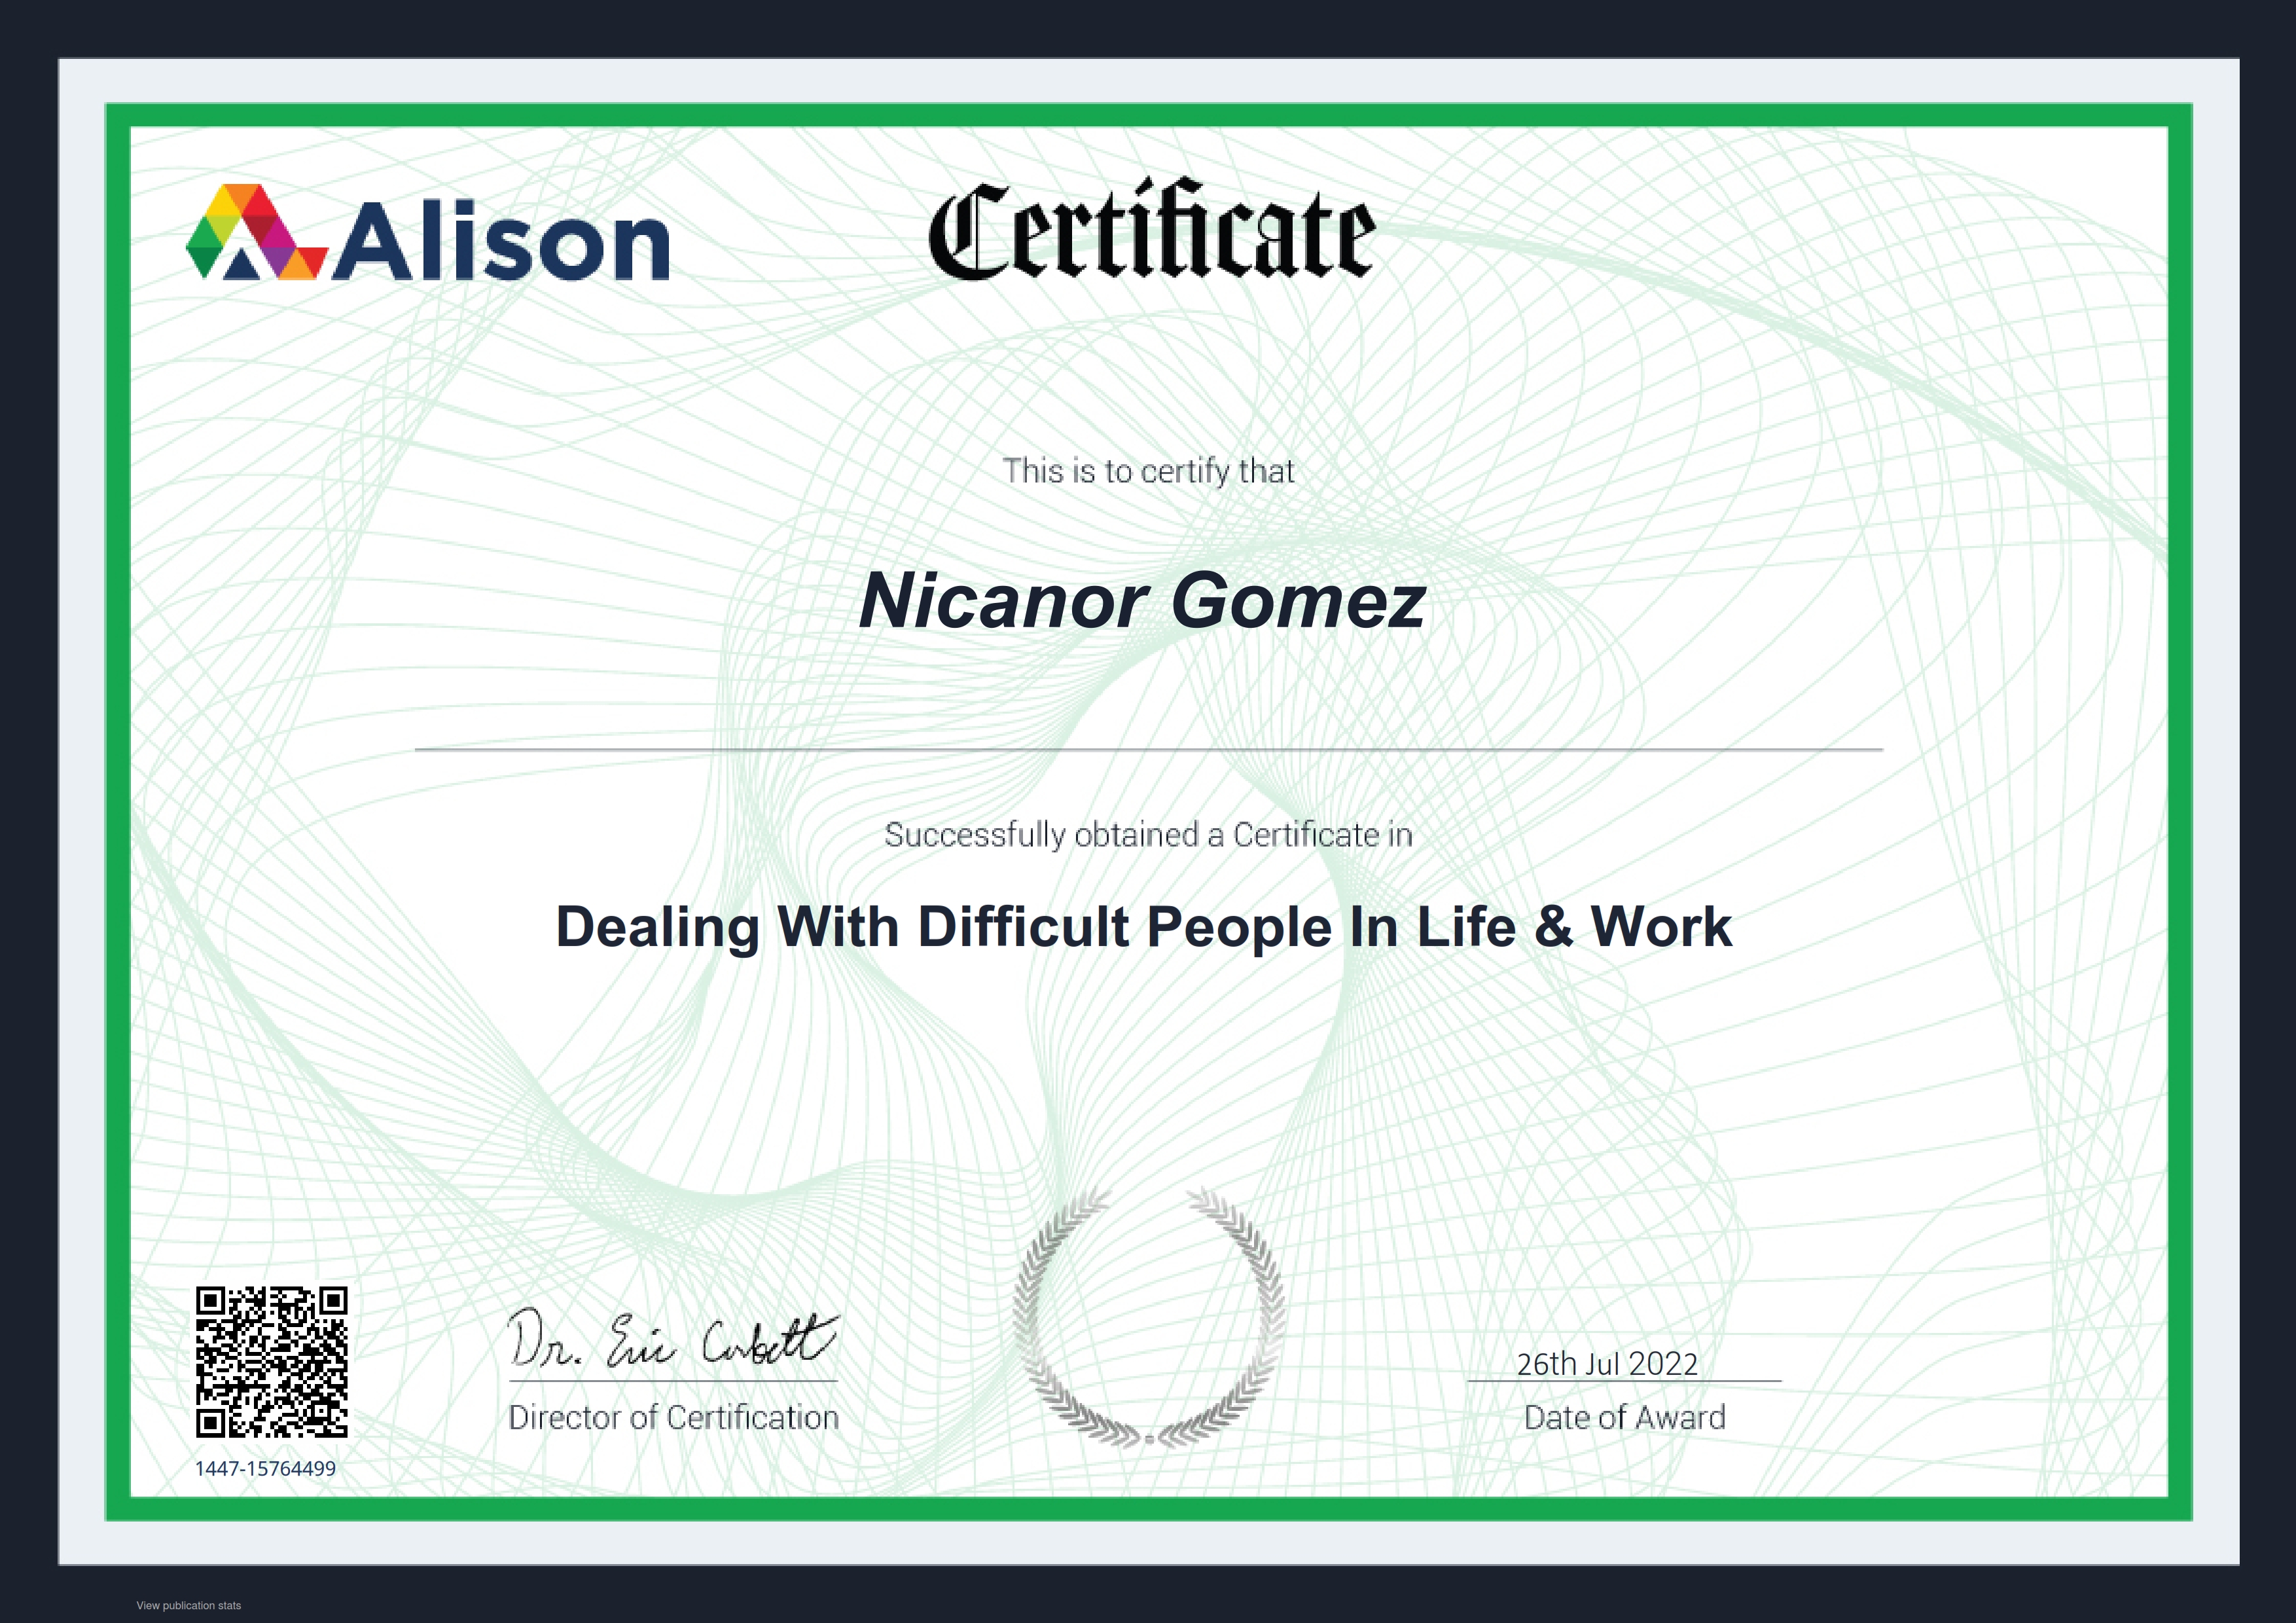 Alison
Certificate
This is to certify that
Nicanor Gomez
Successfully obtained a Certificate in
Dealing With Difficult People In Life & Work
Dr. Eric Corbett
26th Jul 2022
Director of Certification
Date of Award
1447-15764499
View publication stats